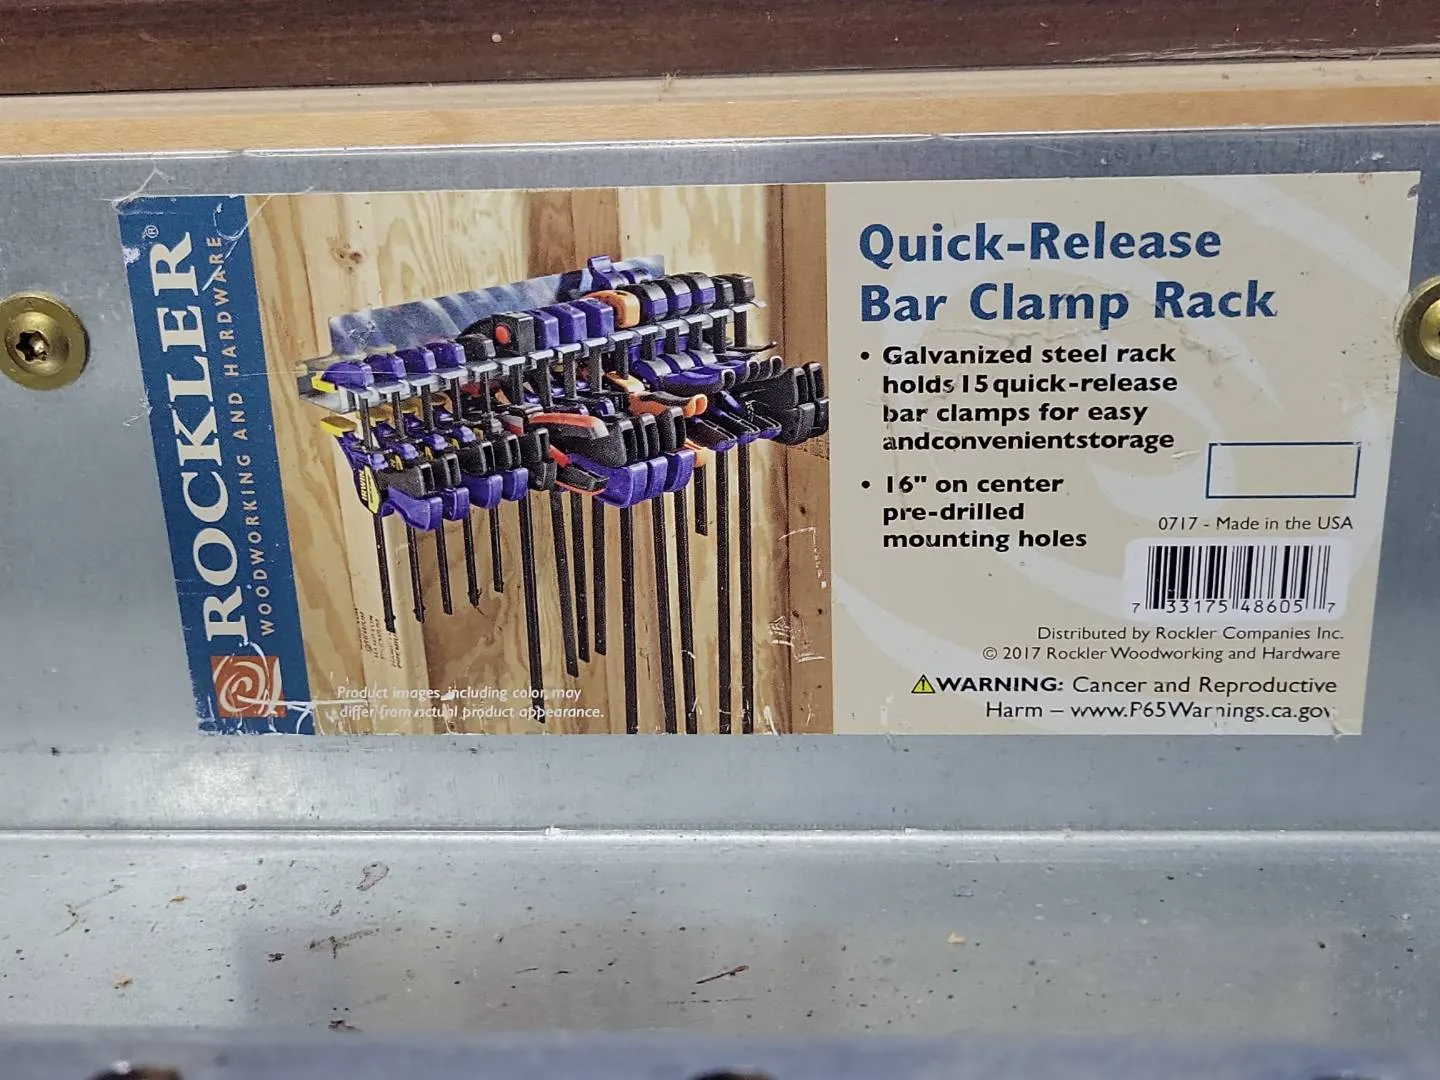 ROCKLER®
WOODWORKING AND HARDWARE
IRWIN
Product images, including color, may
differ from actual product appearance.
Quick-Release
Bar Clamp Rack
• Galvanized steel rack
holds 15 quick-release
bar clamps for easy
andconvenientstorage
• 16" on center
pre-drilled
mounting holes
0717 - Made in the USA
7 33175 48605 7
Distributed by Rockler Companies Inc.
© 2017 Rockler Woodworking and Hardware
WARNING: Cancer and Reproductive
Harm – www.P65Warnings.ca.gov